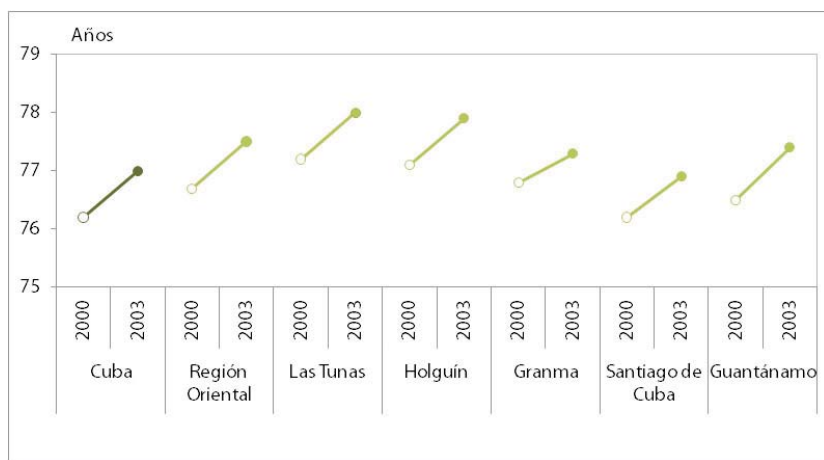 Años
79
78
77
76
75
2000 2003 2000 2003 2000 2003 2000 2003 2000 2003 2000 2003 2000 2003
Cuba Región Las Tunas Holguín Granma Santiago de Guantánamo
Oriental Cuba